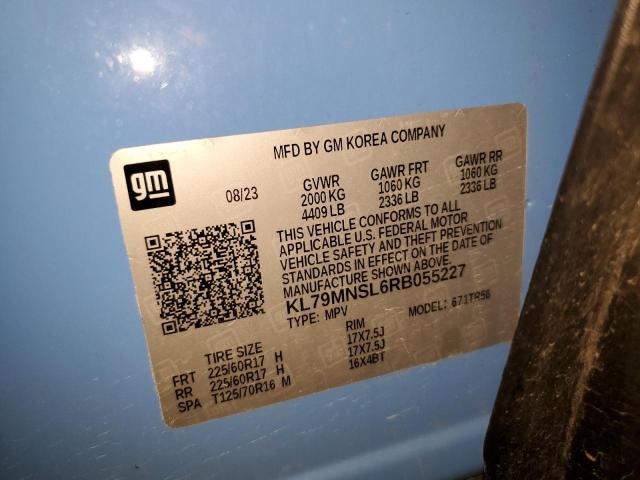 MFD BY GM KOREA COMPANY
gm
08/23
GVWR GAWR FRT GAWR RR
2000 KG 1060 KG 1060 KG
4409 LB 2336 LB 2336 LB
THIS VEHICLE CONFORMS TO ALL
APPLICABLE U.S. FEDERAL MOTOR
VEHICLE SAFETY AND THEFT PREVENTION
STANDARDS IN EFFECT ON THE DATE OF
MANUFACTURE SHOWN ABOVE.
KL79MNSL6RB055227
TYPE: MPV MODEL: 671TR56
TIRE SIZE RIM
FRT 225/60R17 H 17X7.5J
RR 225/60R17 H 17X7.5J
SPA T125/70R16 M 16X4BT